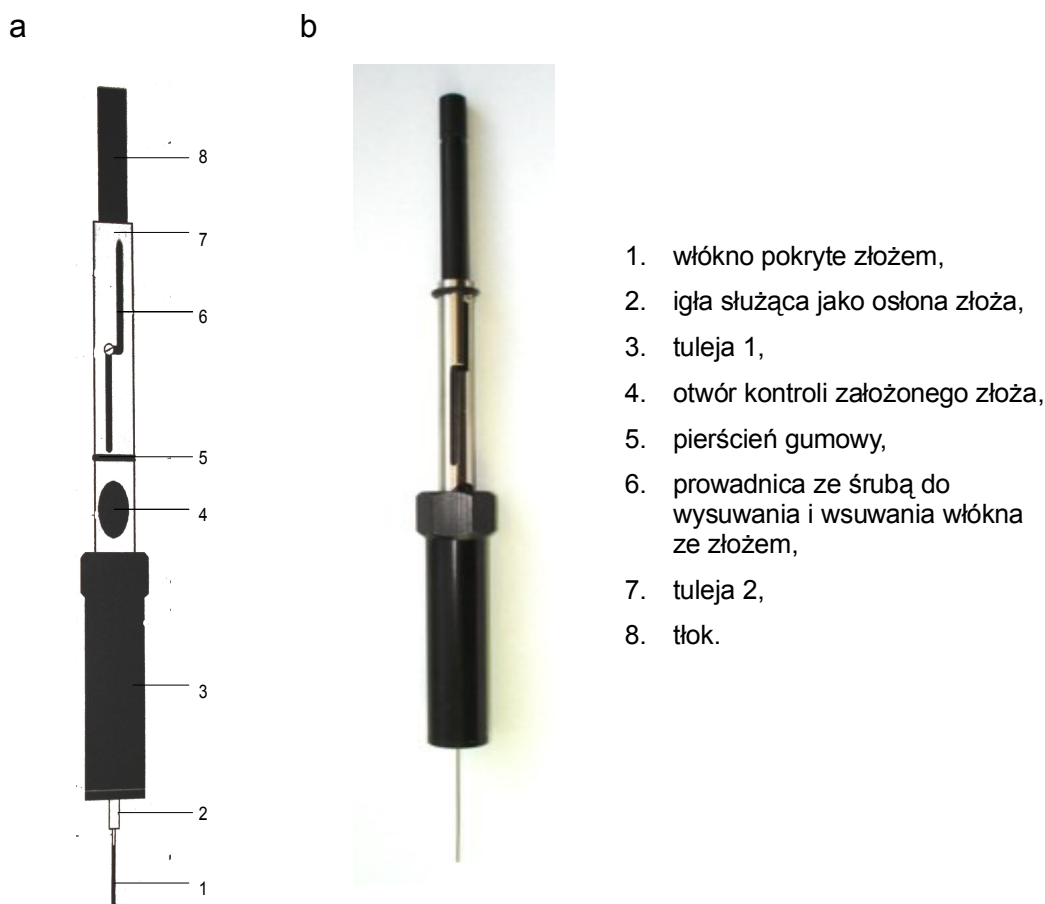 a
b
8
7
6
5
4
3
2
1
1. włókno pokryte złożem,
2. igła służąca jako osłona złoża,
3. tuleja 1,
4. otwór kontroli założonego złoża,
5. pierścień gumowy,
6. prowadnica ze śrubą do
wysuwania i wsuwania włókna
ze złożem,
7. tuleja 2,
8. tłok.